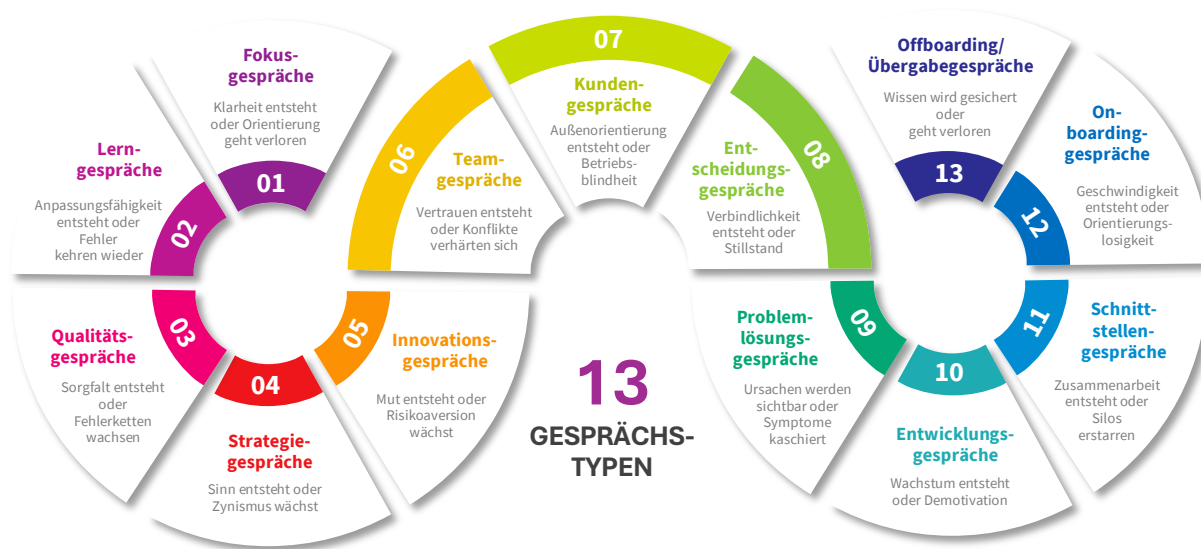 01
Fokus-
gespräche
Klarheit entsteht
oder Orientierung
geht verloren
02
Lern-
gespräche
Anpassungsfähigkeit
entsteht oder
Fehler
kehren wieder
03
Qualitäts-
gespräche
Sorgfalt entsteht
oder
Fehlerketten
wachsen
04
Strategie-
gespräche
Sinn entsteht oder
Zynismus wächst
05
Innovations-
gespräche
Mut entsteht oder
Risikoaversion
wächst
06
Team-
gespräche
Vertrauen entsteht
oder Konflikte
verhärten sich
07
Kunden-
gespräche
Außenorientierung
entsteht oder
Betriebs-
blindheit
08
Ent-
scheidungs-
gespräche
Verbindlichkeit
entsteht oder
Stillstand
09
Problem-
lösungs-
gespräche
Ursachen werden
sichtbar oder
Symptome
kaschiert
10
Entwicklungs-
gespräche
Wachstum entsteht
oder Demotivation
11
Schnitt-
stellen-
gespräche
Zusammenarbeit
entsteht oder
Silos
erstarren
12
On-
boarding-
gespräche
Geschwindigkeit
entsteht oder
Orientierungs-
losigkeit
13
Offboarding/
Übergabegespräche
Wissen wird gesichert
oder
geht verloren
13
GESPRÄCHS-
TYPEN